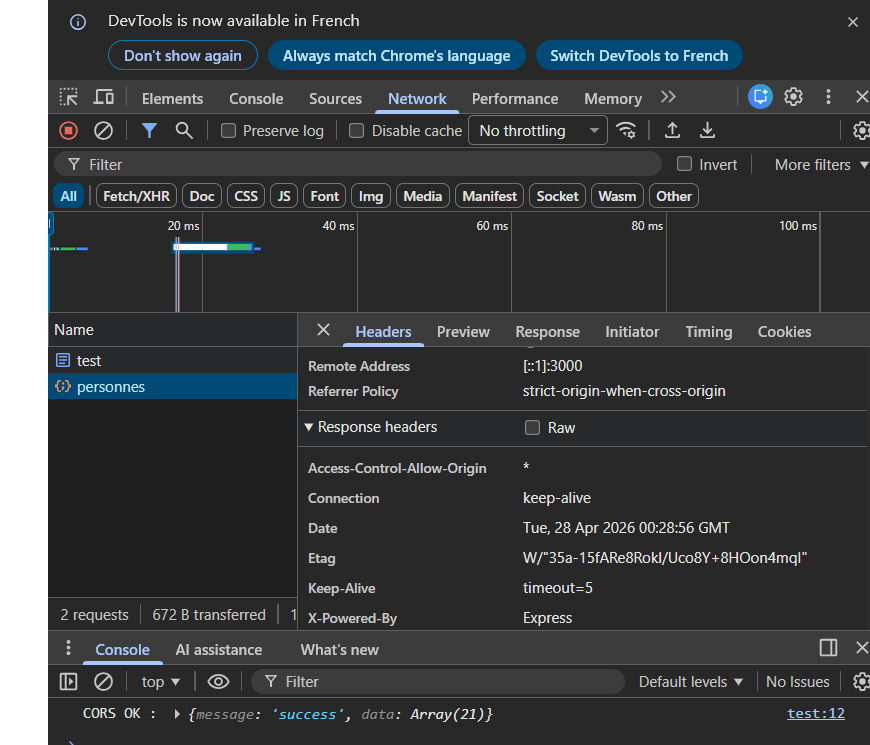 DevTools is now available in French
Don't show again Always match Chrome's language Switch DevTools to French
Elements Console Sources Network Performance Memory
Preserve log Disable cache No throttling
Filter Invert More filters
All Fetch/XHR Doc CSS JS Font Img Media Manifest Socket Wasm Other
20 ms 40 ms 60 ms 80 ms 100 ms
Name Headers Preview Response Initiator Timing Cookies
test
personnes
Remote Address [::1]:3000
Referrer Policy strict-origin-when-cross-origin
Response headers Raw
Access-Control-Allow-Origin *
Connection keep-alive
Date Tue, 28 Apr 2026 00:28:56 GMT
Etag W/"35a-15fARe8RokI/Uco8Y+8HOon4mqI"
Keep-Alive timeout=5
X-Powered-By Express
2 requests 672 B transferred 1
Console AI assistance What's new
top Filter Default levels No Issues
CORS OK : {message: 'success', data: Array(21)} test:12